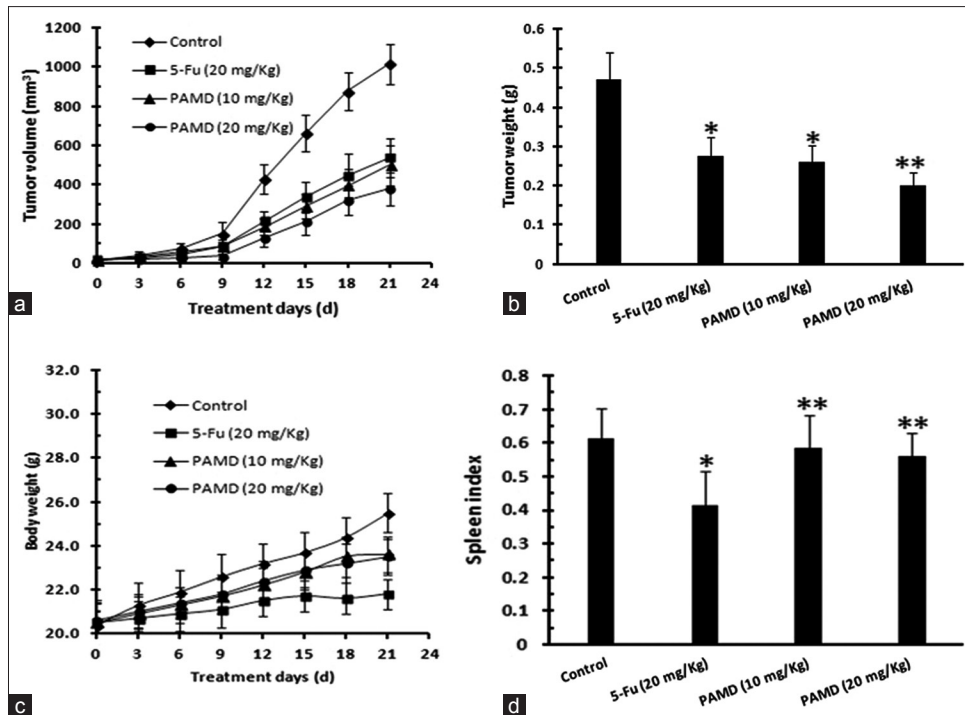 1200
1000
800
600
400
200
0
Tumor volume (mm³)
Control
5-Fu (20 mg/Kg)
PAMD (10 mg/Kg)
PAMD (20 mg/Kg)
0 3 6 9 12 15 18 21 24
Treatment days (d)
a
0.6
0.5
0.4
0.3
0.2
0.1
0
Tumor weight (g)
*
*
**
Control
5-Fu (20 mg/Kg)
PAMD (10 mg/Kg)
PAMD (20 mg/Kg)
b
32.0
30.0
28.0
26.0
24.0
22.0
20.0
Body weight (g)
Control
5-Fu (20 mg/Kg)
PAMD (10 mg/Kg)
PAMD (20 mg/Kg)
0 3 6 9 12 15 18 21 24
Treatment days (d)
c
0.8
0.7
0.6
0.5
0.4
0.3
0.2
0.1
0
Spleen index
*
**
**
Control
5-Fu (20 mg/Kg)
PAMD (10 mg/Kg)
PAMD (20 mg/Kg)
d